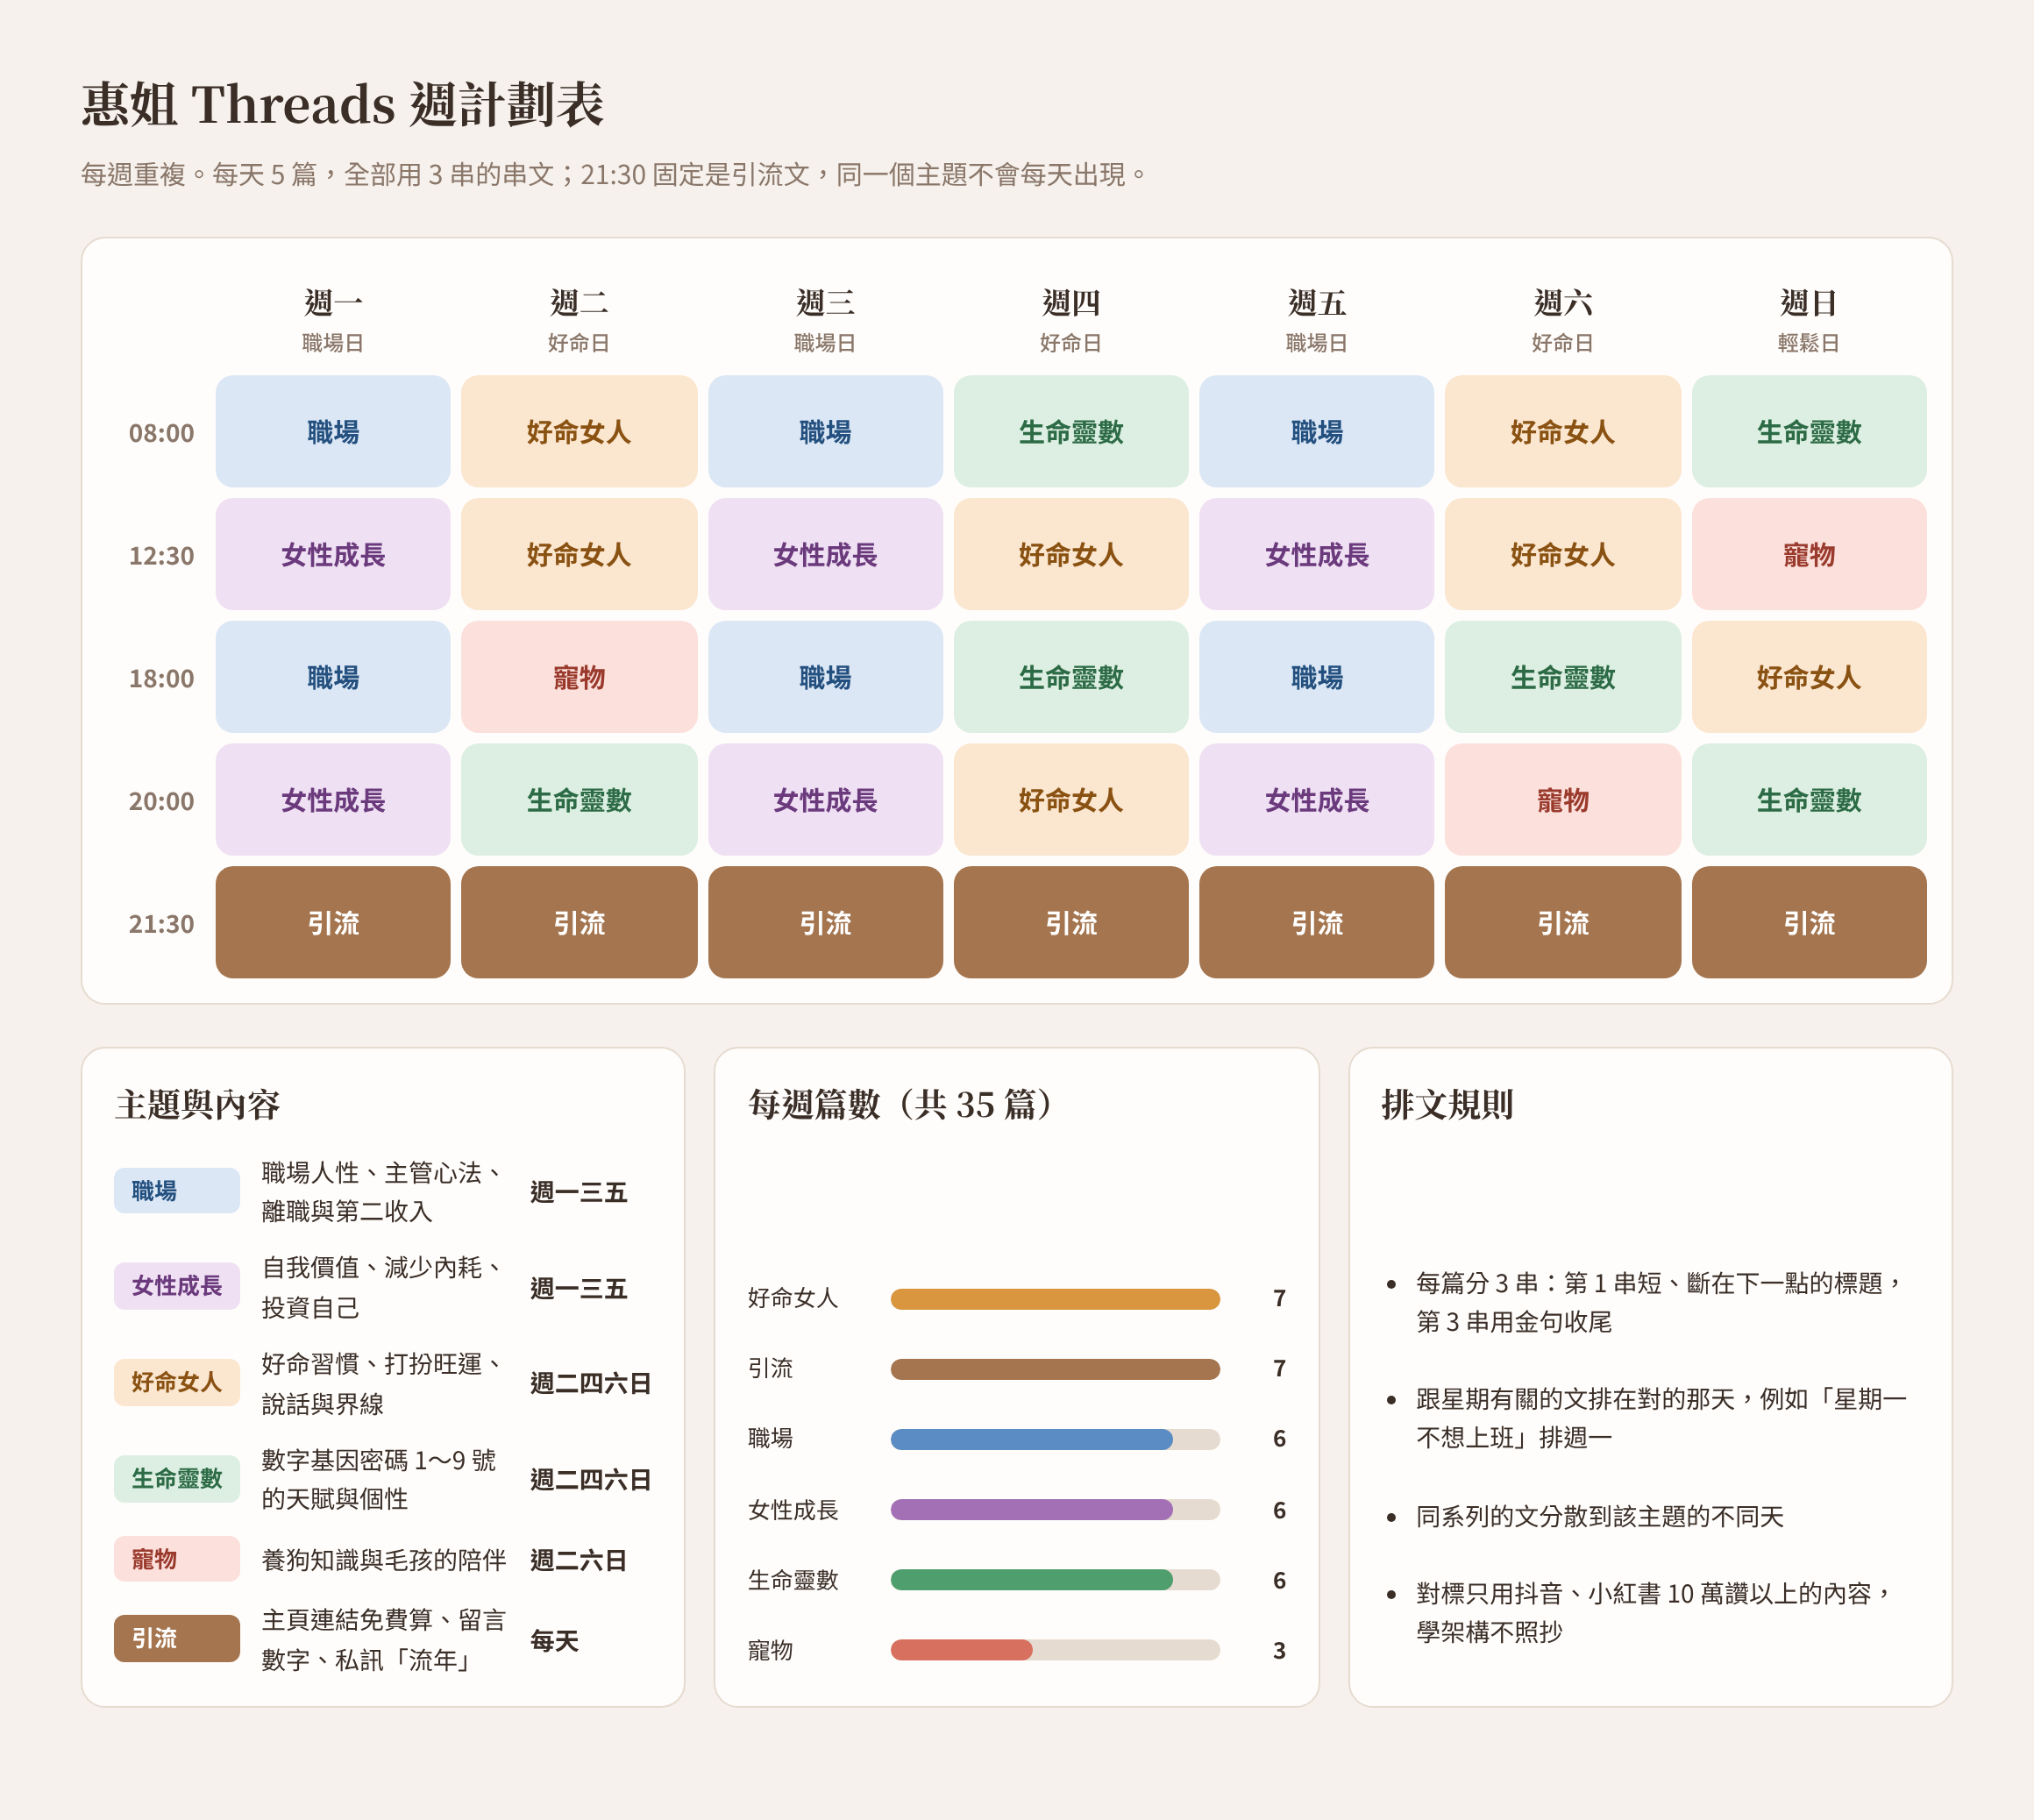 惠姐 Threads 週計劃表
每週重複。每天 5 篇，全部用 3 串的串文；21:30 固定是引流文，同一個主題不會每天出現。
週一 週二 週三 週四 週五 週六 週日
職場日 好命日 職場日 好命日 職場日 好命日 輕鬆日
08:00 職場 好命女人 職場 生命靈數 職場 好命女人 生命靈數
12:30 女性成長 好命女人 女性成長 好命女人 女性成長 好命女人 寵物
18:00 職場 寵物 職場 生命靈數 職場 生命靈數 好命女人
20:00 女性成長 生命靈數 女性成長 好命女人 女性成長 寵物 生命靈數
21:30 引流 引流 引流 引流 引流 引流 引流
主題與內容
職場 職場人性、主管心法、 週一三五
離職與第二收入
女性成長 自我價值、減少內耗、 週一三五
投資自己
好命女人 好命習慣、打扮旺運、 週二四六日
說話與界線
生命靈數 數字基因密碼 1～9 號 週二四六日
的天賦與個性
寵物 養狗知識與毛孩的陪伴 週二六日
引流 主頁連結免費算、留言 每天
數字、私訊「流年」
每週篇數（共 35 篇）
好命女人 7
引流 7
職場 6
女性成長 6
生命靈數 6
寵物 3
排文規則
• 每篇分 3 串：第 1 串短、斷在下一點的標題，
第 3 串用金句收尾
• 跟星期有關的文排在對的那天，例如「星期一
不想上班」排週一
• 同系列的文分散到該主題的不同天
• 對標只用抖音、小紅書 10 萬讚以上的內容，
學架構不照抄